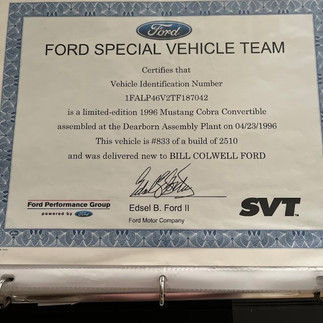 Ford
FORD SPECIAL VEHICLE TEAM
Certifies that
Vehicle Identification Number
1FALP46V2TF187042
is a limited-edition 1996 Mustang Cobra Convertible
assembled at the Dearborn Assembly Plant on 04/23/1996
This vehicle is #833 of a build of 2510
and was delivered new to BILL COLWELL FORD
Edsel B. Ford II
Ford Performance Group
powered by Ford
Edsel B. Ford II
Ford Motor Company
SVT